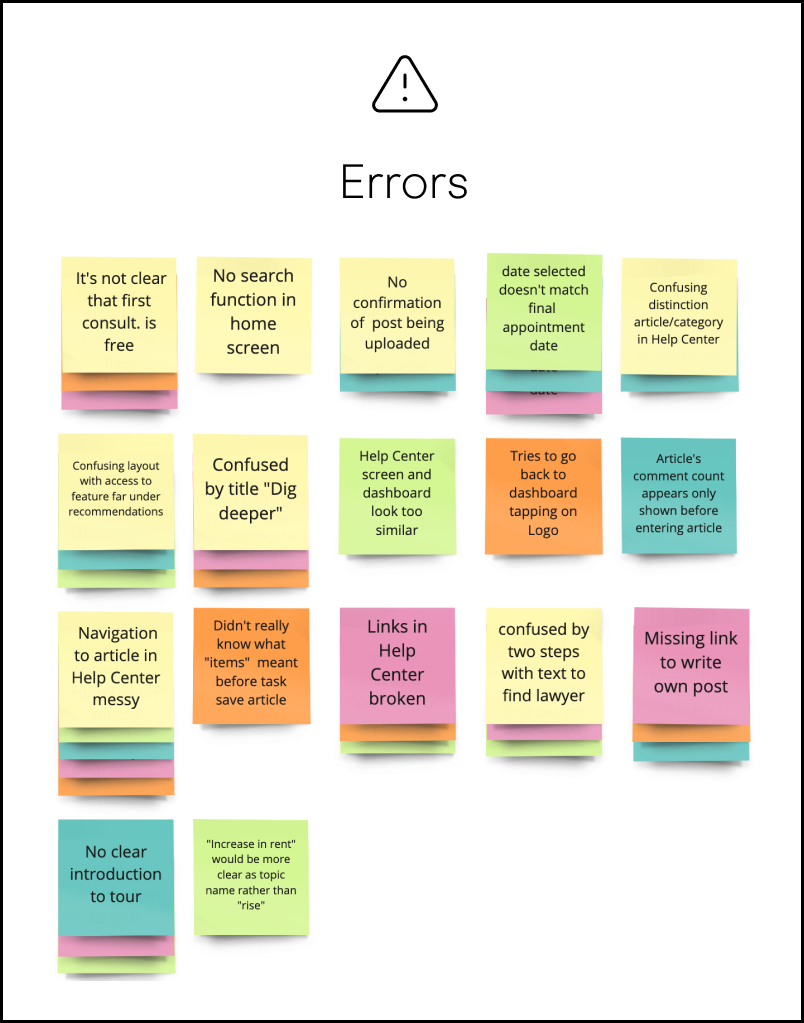 Errors
It's not clear
that first
consult. is
free
No search
function in
home
screen
No
confirmation
of post being
uploaded
date selected
doesn't match
final
appointment
date
date
Confusing
distinction
article/category
in Help Center
Confusing layout
with access to
feature far under
recommendations
Confused
by title "Dig
deeper"
Help Center
screen and
dashboard
look too
similar
Tries to go
back to
dashboard
tapping on
Logo
Article's
comment count
appears only
shown before
entering article
Navigation
to article in
Help Center
messy
Didn't really
know what
"items" meant
before task
save article
Links in
Help
Center
broken
confused by
two steps
with text to
find lawyer
Missing link
to write
own post
No clear
introduction
to tour
"Increase in rent"
would be more
clear as topic
name rather than
"rise"